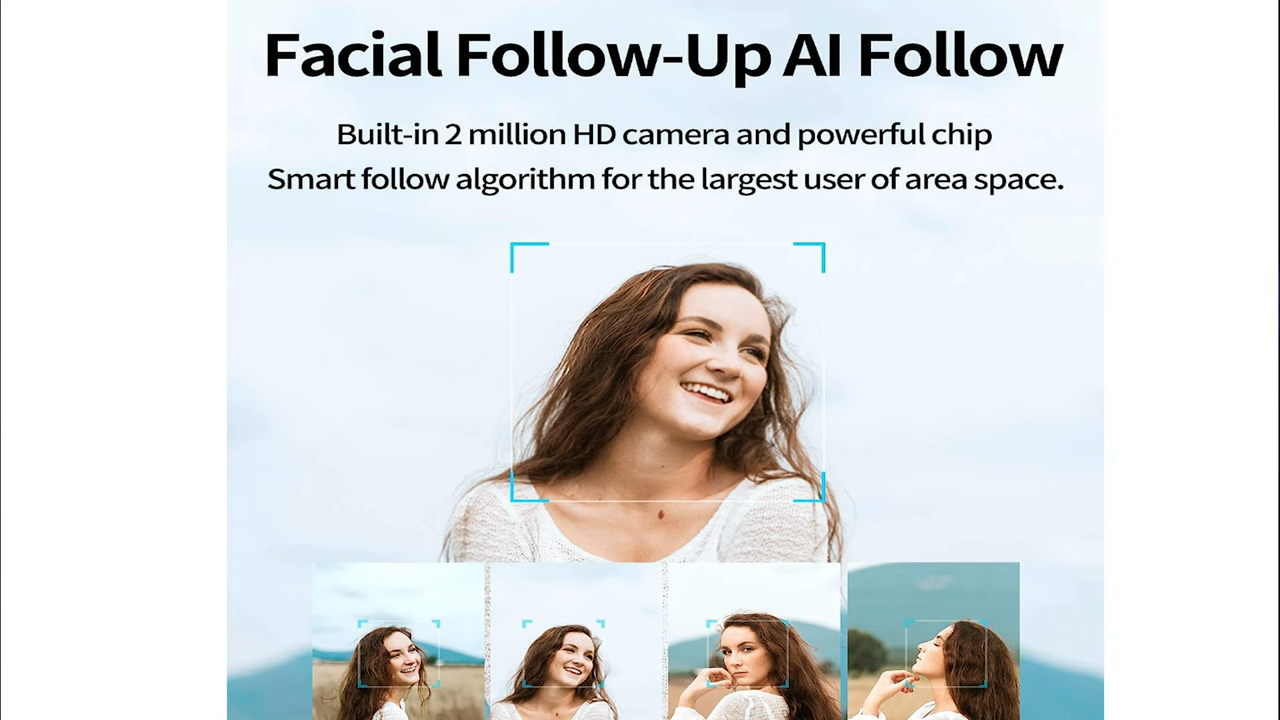 Facial Follow-Up AI Follow
Built-in 2 million HD camera and powerful chip
Smart follow algorithm for the largest user of area space.